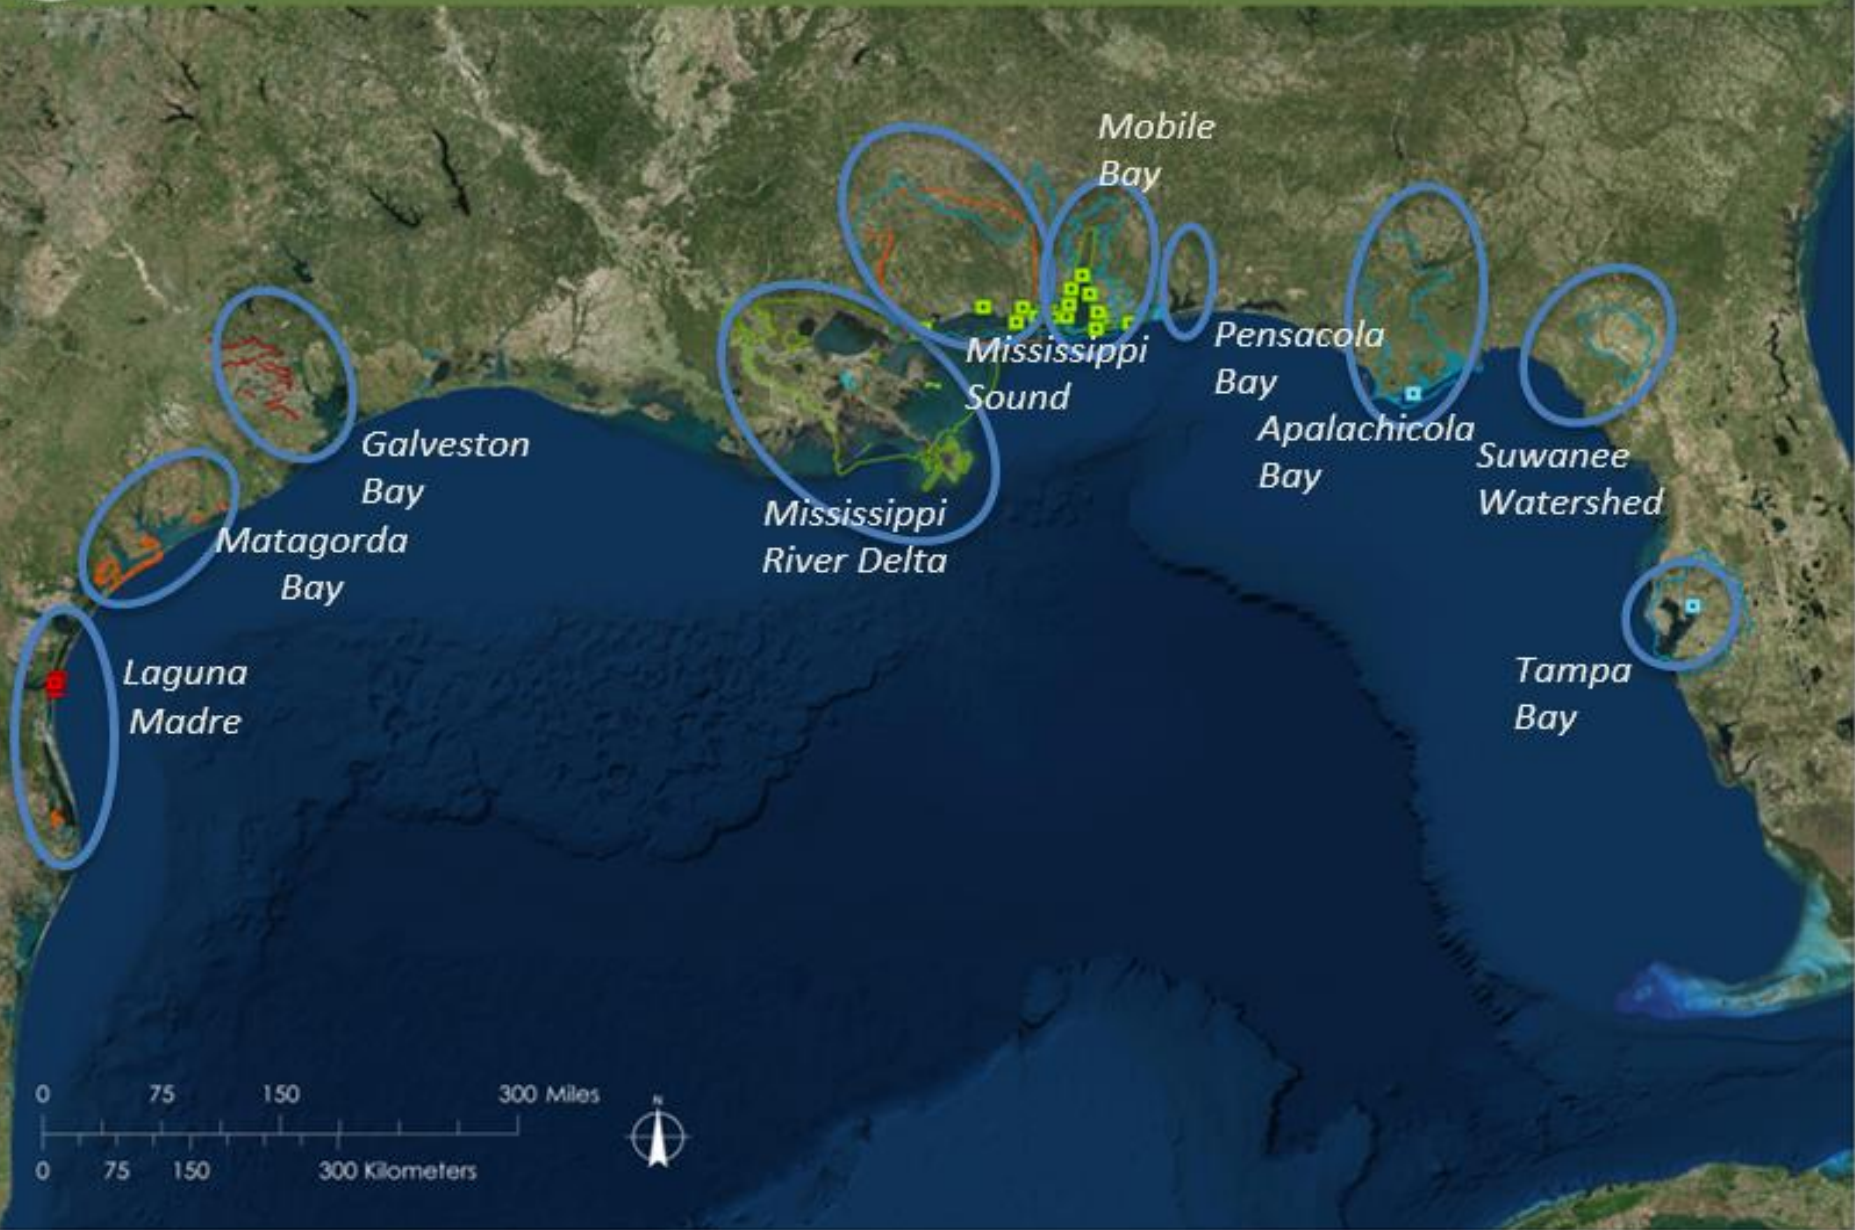 Mobile
Bay
Mississippi
Sound
Pensacola
Bay
Apalachicola
Bay
Suwanee
Watershed
Galveston
Bay
Mississippi
River Delta
Matagorda
Bay
Laguna
Madre
Tampa
Bay
0 75 150 300 Miles
N
0 75 150 300 Kilometers